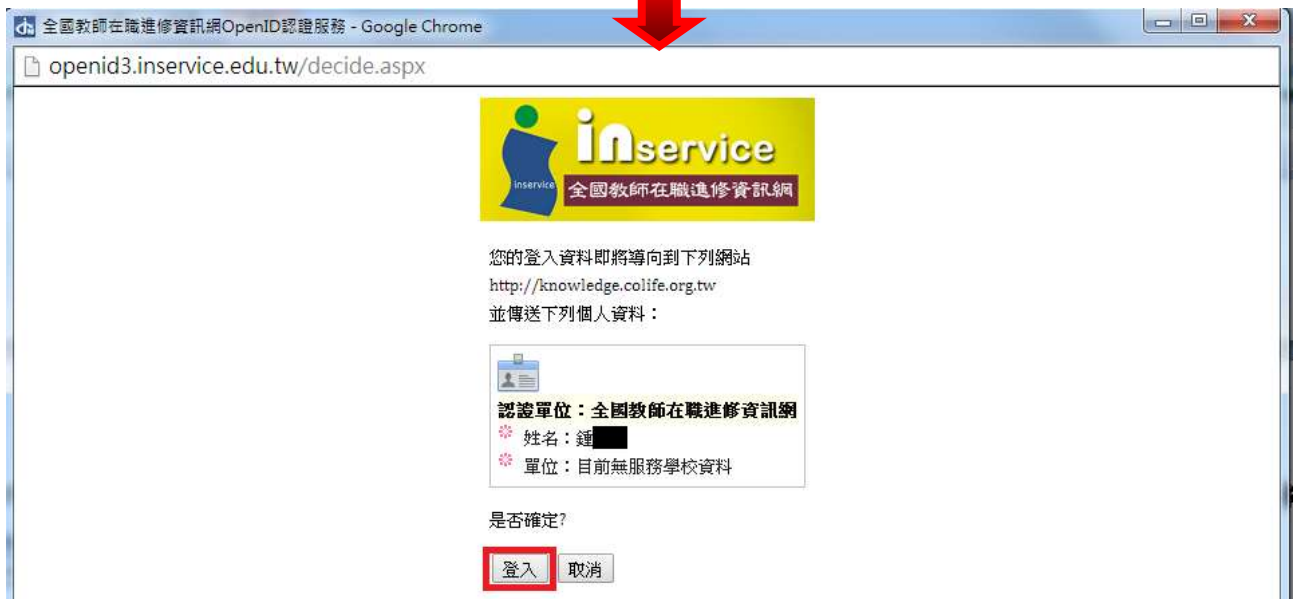 全國教師在職進修資訊網OpenID認證服務 - Google Chrome
openid3.inservice.edu.tw/decide.aspx
inservice
inservice
全國教師在職進修資訊網
您的登入資料即將導向到下列網站
http://knowledge.colife.org.tw
並傳送下列個人資料：
認證單位：全國教師在職進修資訊網
姓名：鍾
單位：目前無服務學校資料
是否確定?
登入 取消